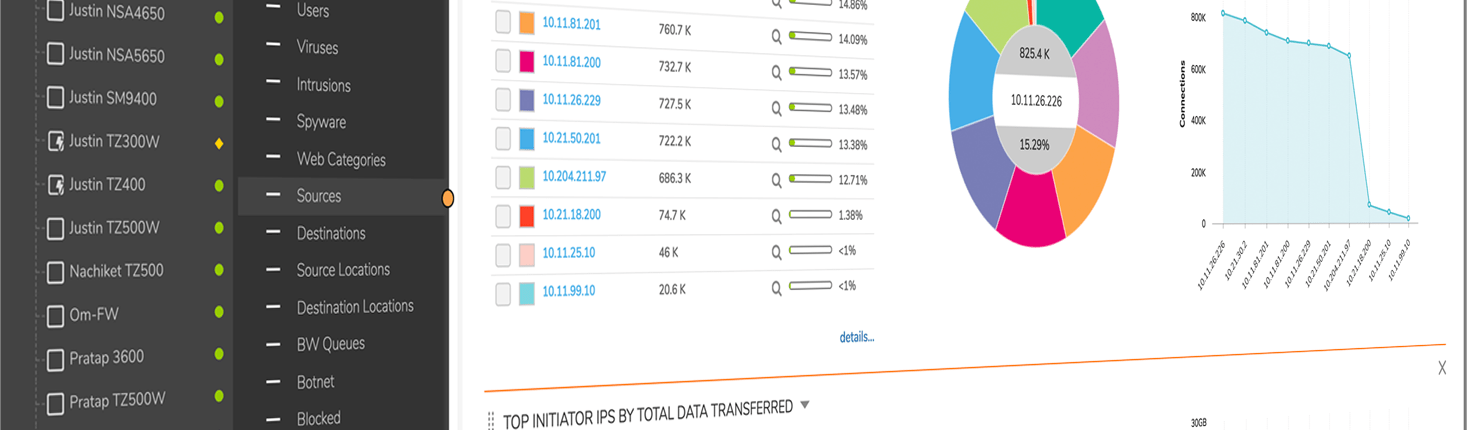 Justin NSA4650
Justin NSA5650
Justin SM9400
Justin TZ300W
Justin TZ400
Justin TZ500W
Nachiket TZ500
Om-FW
Pratap 3600
Pratap TZ500W
Users
Viruses
Intrusions
Spyware
Web Categories
Sources
Destinations
Source Locations
Destination Locations
BW Queues
Botnet
Blocked
14.86%
10.11.81.201 760.7 K 14.09%
10.11.81.200 732.7 K 13.57%
10.11.26.229 727.5 K 13.48%
10.21.50.201 722.2 K 13.38%
10.204.211.97 686.3 K 12.71%
10.21.18.200 74.7 K 1.38%
10.11.25.10 46 K <1%
10.11.99.10 20.6 K <1%
details...
825.4 K
10.11.26.226
15.29%
Connections
800K
600K
400K
200K
0
10.11.26.226
10.21.30.2
10.11.81.201
10.11.81.200
10.11.26.229
10.21.50.201
10.204.211.97
10.21.18.200
10.11.25.10
10.11.99.10
X
TOP INITIATOR IPS BY TOTAL DATA TRANSFERRED
30GB